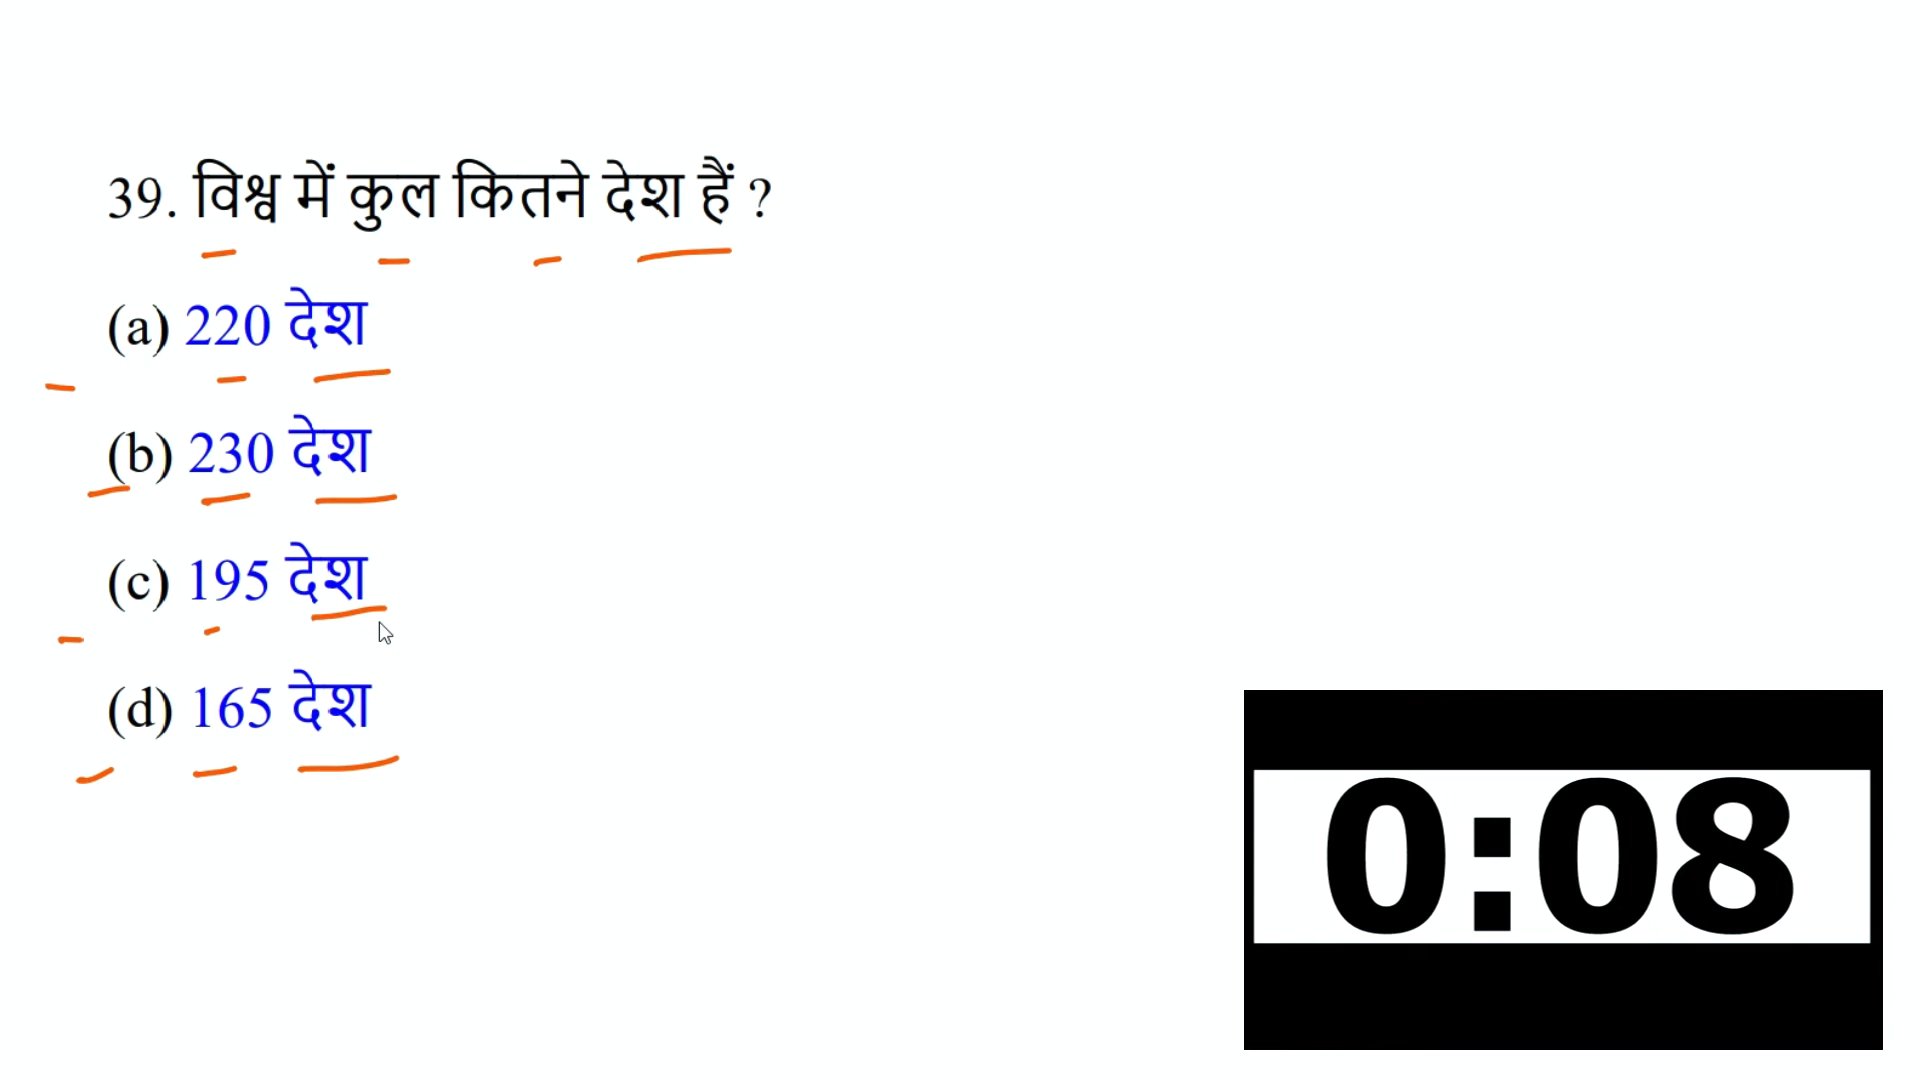 39. विश्व में कुल कितने देश हैं ?
(a) 220 देश
(b) 230 देश
(c) 195 देश
(d) 165 देश
0:08